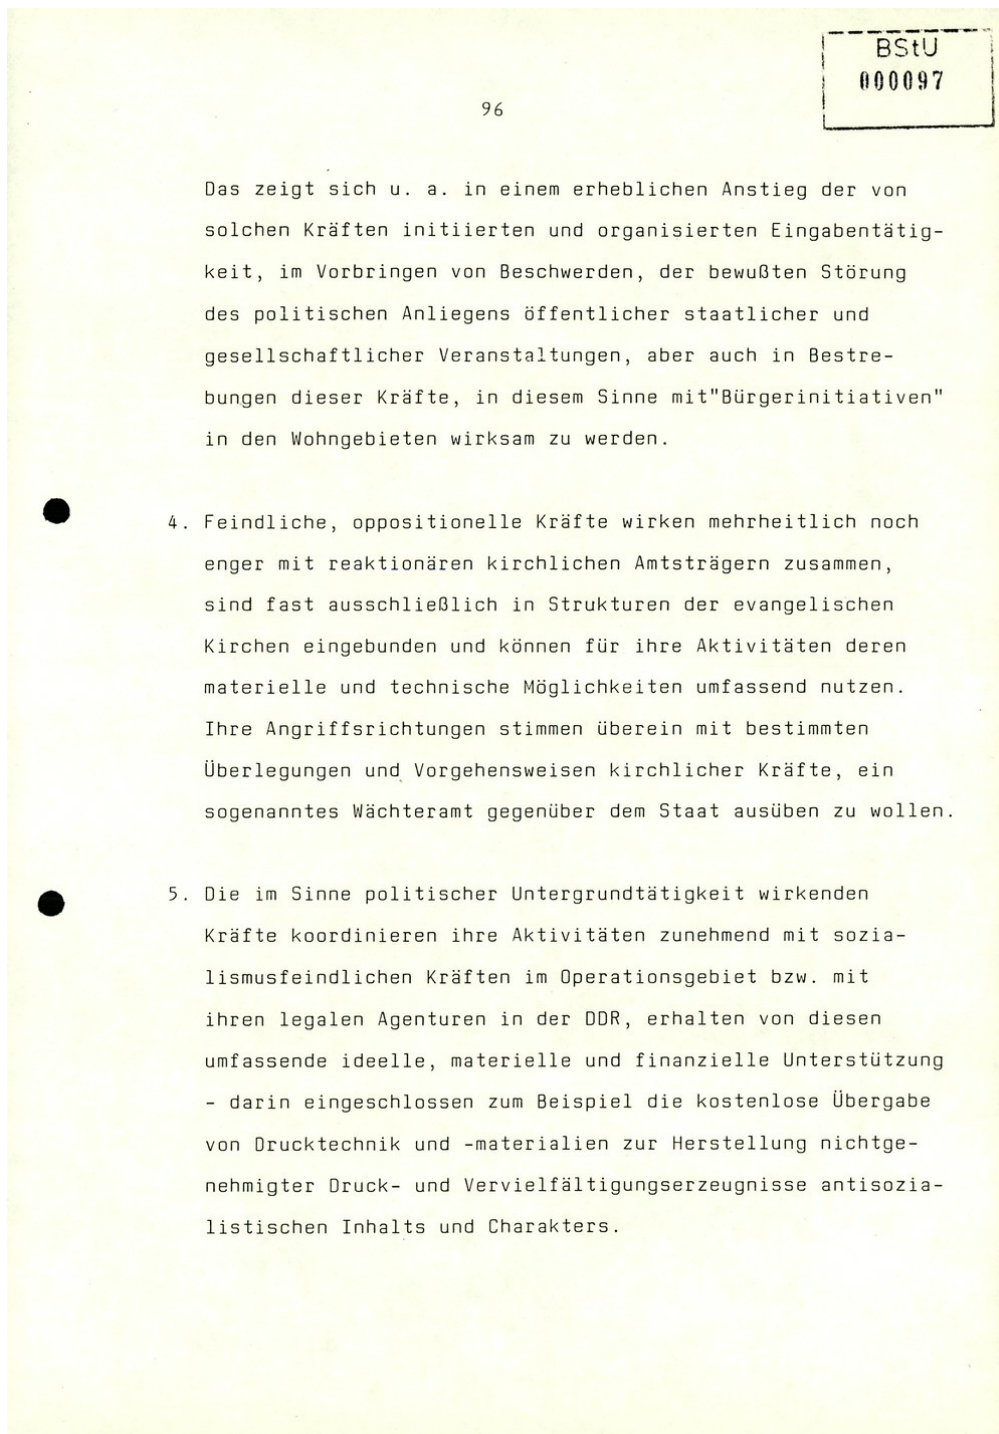 BStU
000097
96
Das zeigt sich u. a. in einem erheblichen Anstieg der von
solchen Kräften initiierten und organisierten Eingabentätig-
keit, im Vorbringen von Beschwerden, der bewußten Störung
des politischen Anliegens öffentlicher staatlicher und
gesellschaftlicher Veranstaltungen, aber auch in Bestre-
bungen dieser Kräfte, in diesem Sinne mit"Bürgerinitiativen"
in den Wohngebieten wirksam zu werden.
4. Feindliche, oppositionelle Kräfte wirken mehrheitlich noch
enger mit reaktionären kirchlichen Amtsträgern zusammen,
sind fast ausschließlich in Strukturen der evangelischen
Kirchen eingebunden und können für ihre Aktivitäten deren
materielle und technische Möglichkeiten umfassend nutzen.
Ihre Angriffsrichtungen stimmen überein mit bestimmten
Überlegungen und Vorgehensweisen kirchlicher Kräfte, ein
sogenanntes Wächteramt gegenüber dem Staat ausüben zu wollen.
5. Die im Sinne politischer Untergrundtätigkeit wirkenden
Kräfte koordinieren ihre Aktivitäten zunehmend mit sozia-
lismusfeindlichen Kräften im Operationsgebiet bzw. mit
ihren legalen Agenturen in der DDR, erhalten von diesen
umfassende ideelle, materielle und finanzielle Unterstützung
- darin eingeschlossen zum Beispiel die kostenlose Übergabe
von Drucktechnik und -materialien zur Herstellung nichtge-
nehmigter Druck- und Vervielfältigungserzeugnisse antisozia-
listischen Inhalts und Charakters.